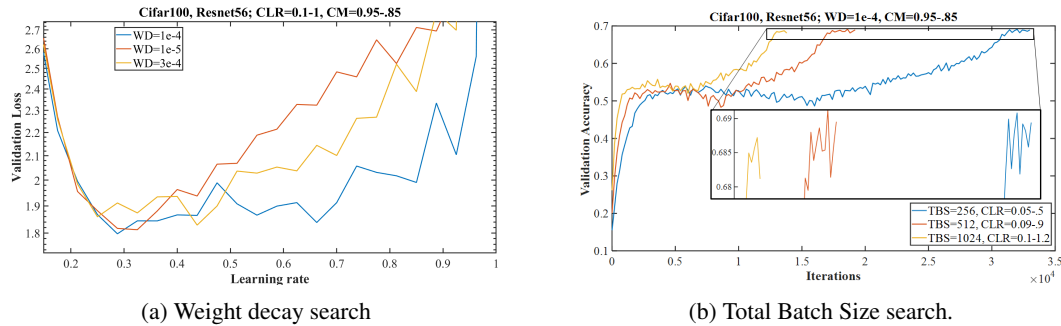 Cifar100, Resnet56; CLR=0.1-1, CM=0.95-.85
2.7
2.5
2.4
2.3
2.2
2.1
2
1.9
1.8
Validation Loss
WD=1e-4
WD=1e-5
WD=3e-4
0.2 0.3 0.4 0.5 0.6 0.7 0.8 0.9 1
Learning rate
(a) Weight decay search
Cifar100, Resnet56; WD=1e-4, CM=0.95-.85
0.7
0.6
0.5
0.4
0.3
0.2
0.1
Validation Accuracy
0.69
0.685
0.68
TBS=256, CLR=0.05-.5
TBS=512, CLR=0.09-.9
TBS=1024, CLR=0.1-1.2
0 0.5 1 1.5 2 2.5 3 3.5
Iterations
×10⁴
(b) Total Batch Size search.